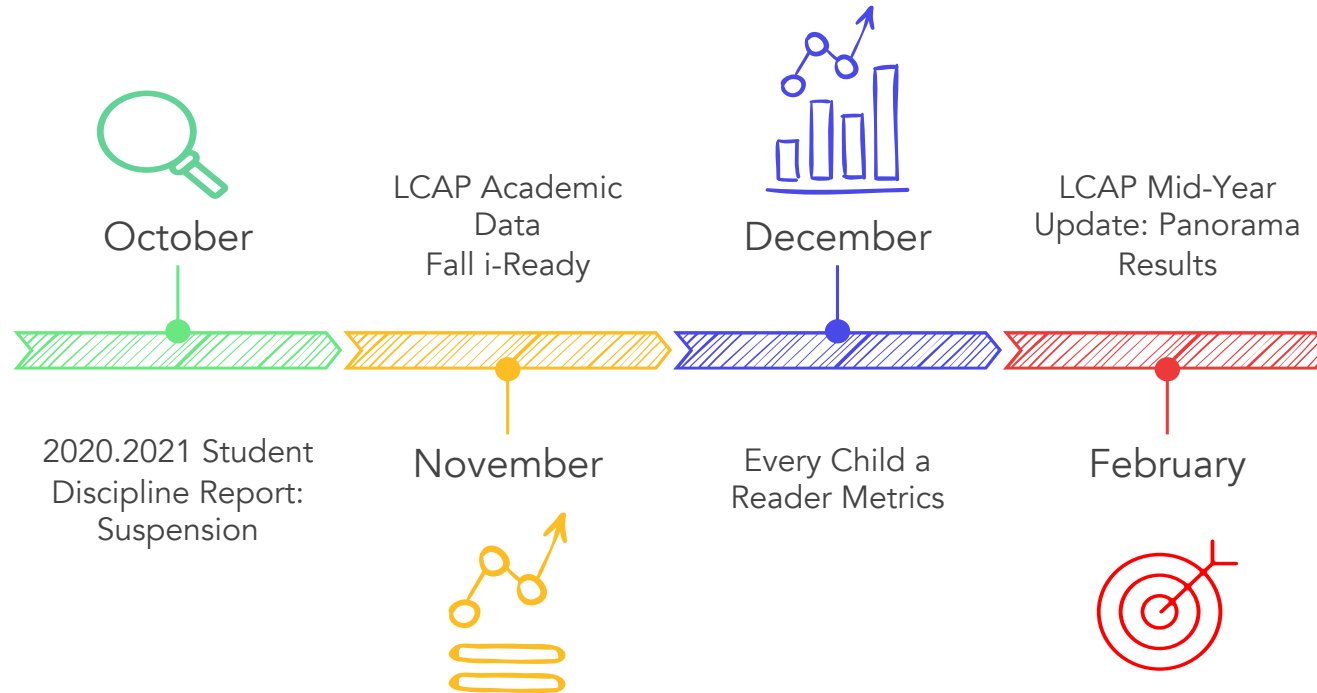 October
2020.2021 Student
Discipline Report:
Suspension
LCAP Academic
Data
Fall i-Ready
November
December
Every Child a
Reader Metrics
LCAP Mid-Year
Update: Panorama
Results
February